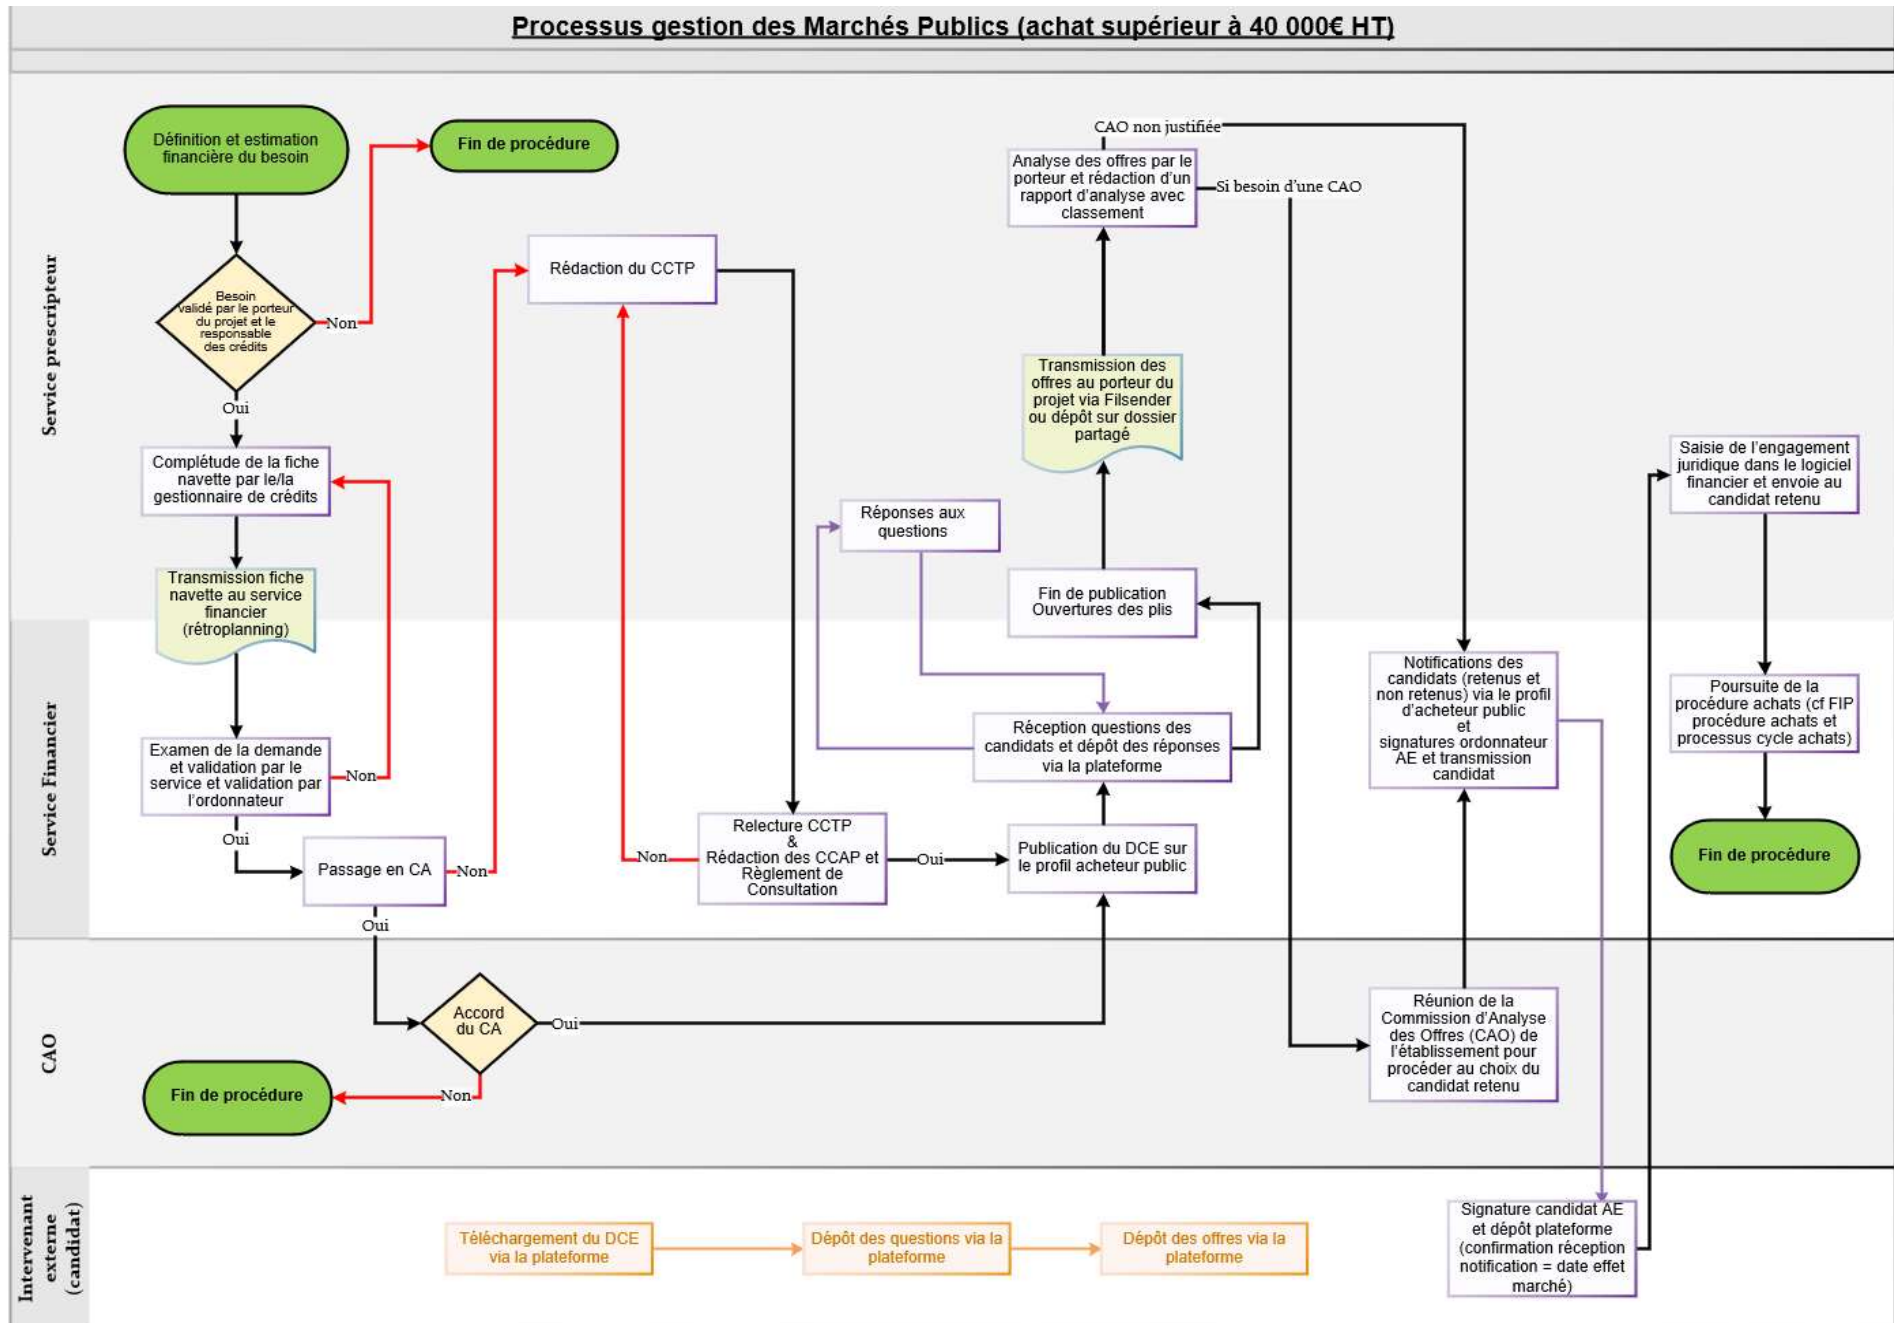 Processus gestion des Marchés Publics (achat supérieur à 40 000€ HT)
Service prescripteur
Définition et estimation
financière du besoin
Fin de procédure
Besoin
validé par le porteur
du projet et le
responsable
des crédits
Non
Oui
Complétude de la fiche
navette par le/la
gestionnaire de crédits
Transmission fiche
navette au service
financier
(rétroplanning)
Rédaction du CCTP
Réponses aux
questions
CAO non justifiée
Analyse des offres par le
porteur et rédaction d'un
rapport d'analyse avec
classement
Si besoin d'une CAO
Transmission des
offres au porteur du
projet via Filsender
ou dépôt sur dossier
partagé
Fin de publication
Ouvertures des plis
Saisie de l'engagement
juridique dans le logiciel
financier et envoie au
candidat retenu
Service Financier
Examen de la demande
et validation par le
service et validation par
l'ordonnateur
Non
Oui
Passage en CA
Non
Oui
Relecture CCTP
&
Rédaction des CCAP et
Règlement de
Consultation
Non
Oui
Réception questions des
candidats et dépôt des réponses
via la plateforme
Publication du DCE sur
le profil acheteur public
Notifications des
candidats (retenus et
non retenus) via le profil
d'acheteur public
et
signatures ordonnateur
AE et transmission
candidat
Poursuite de la
procédure achats (cf FIP
procédure achats et
processus cycle achats)
Fin de procédure
CAO
Accord
du CA
Oui
Non
Fin de procédure
Réunion de la
Commission d'Analyse
des Offres (CAO) de
l'établissement pour
procéder au choix du
candidat retenu
Intervenant
externe
(candidat)
Téléchargement du DCE
via la plateforme
Dépôt des questions via la
plateforme
Dépôt des offres via la
plateforme
Signature candidat AE
et dépôt plateforme
(confirmation réception
notification = date effet
marché)